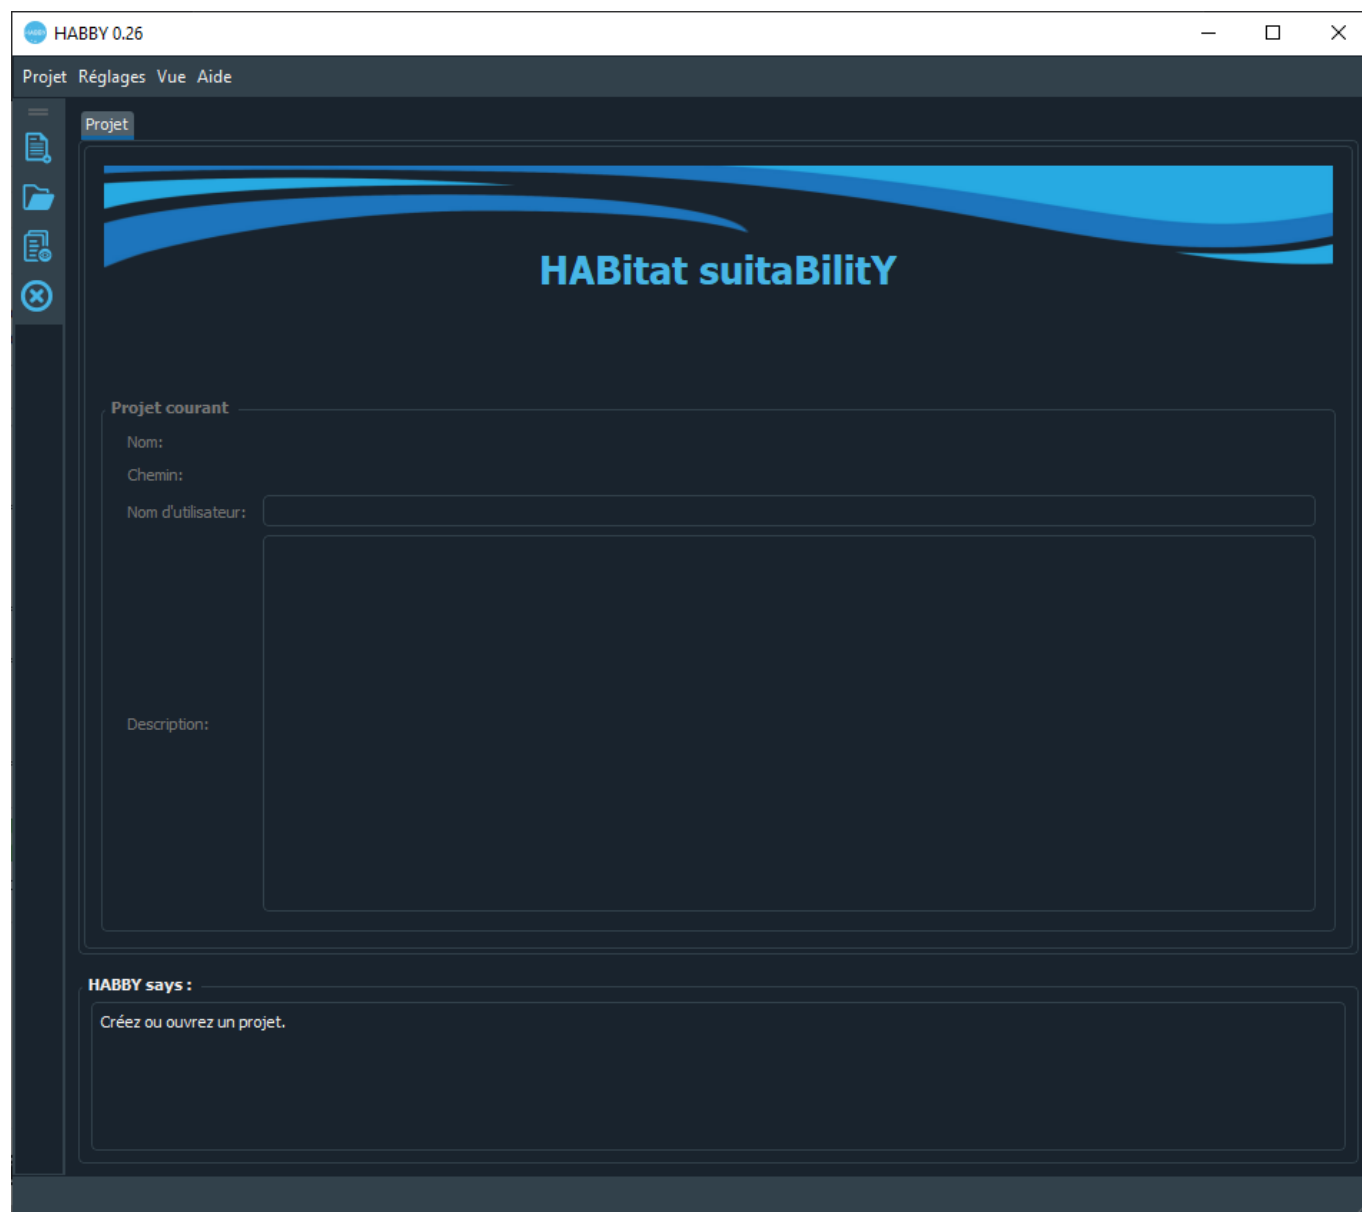 HABBY 0.26
Projet Réglages Vue Aide
Projet
HABitat suitaBilitY
Projet courant
Nom:
Chemin:
Nom d'utilisateur:
Description:
HABBY says :
Créez ou ouvrez un projet.